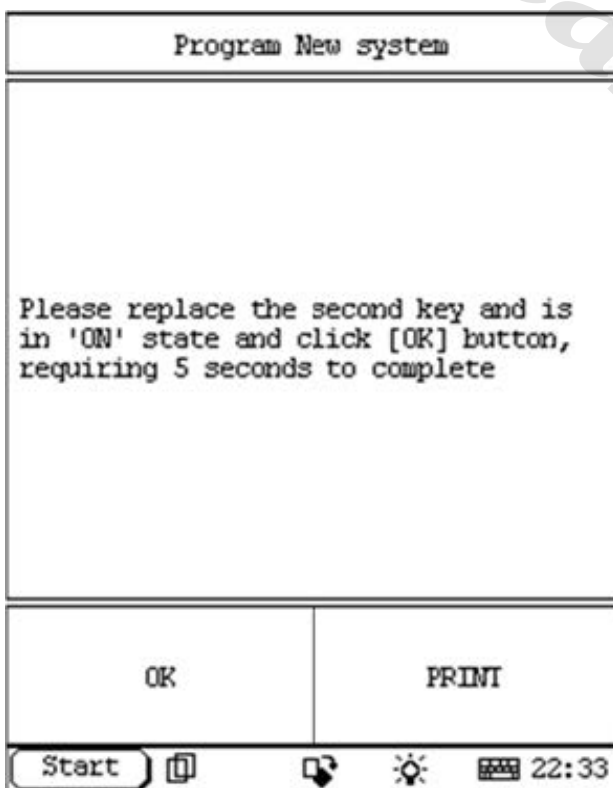 Program New system
Please replace the second key and is
in 'ON' state and click [OK] button,
requiring 5 seconds to complete
OK
PRINT
Start
22:33